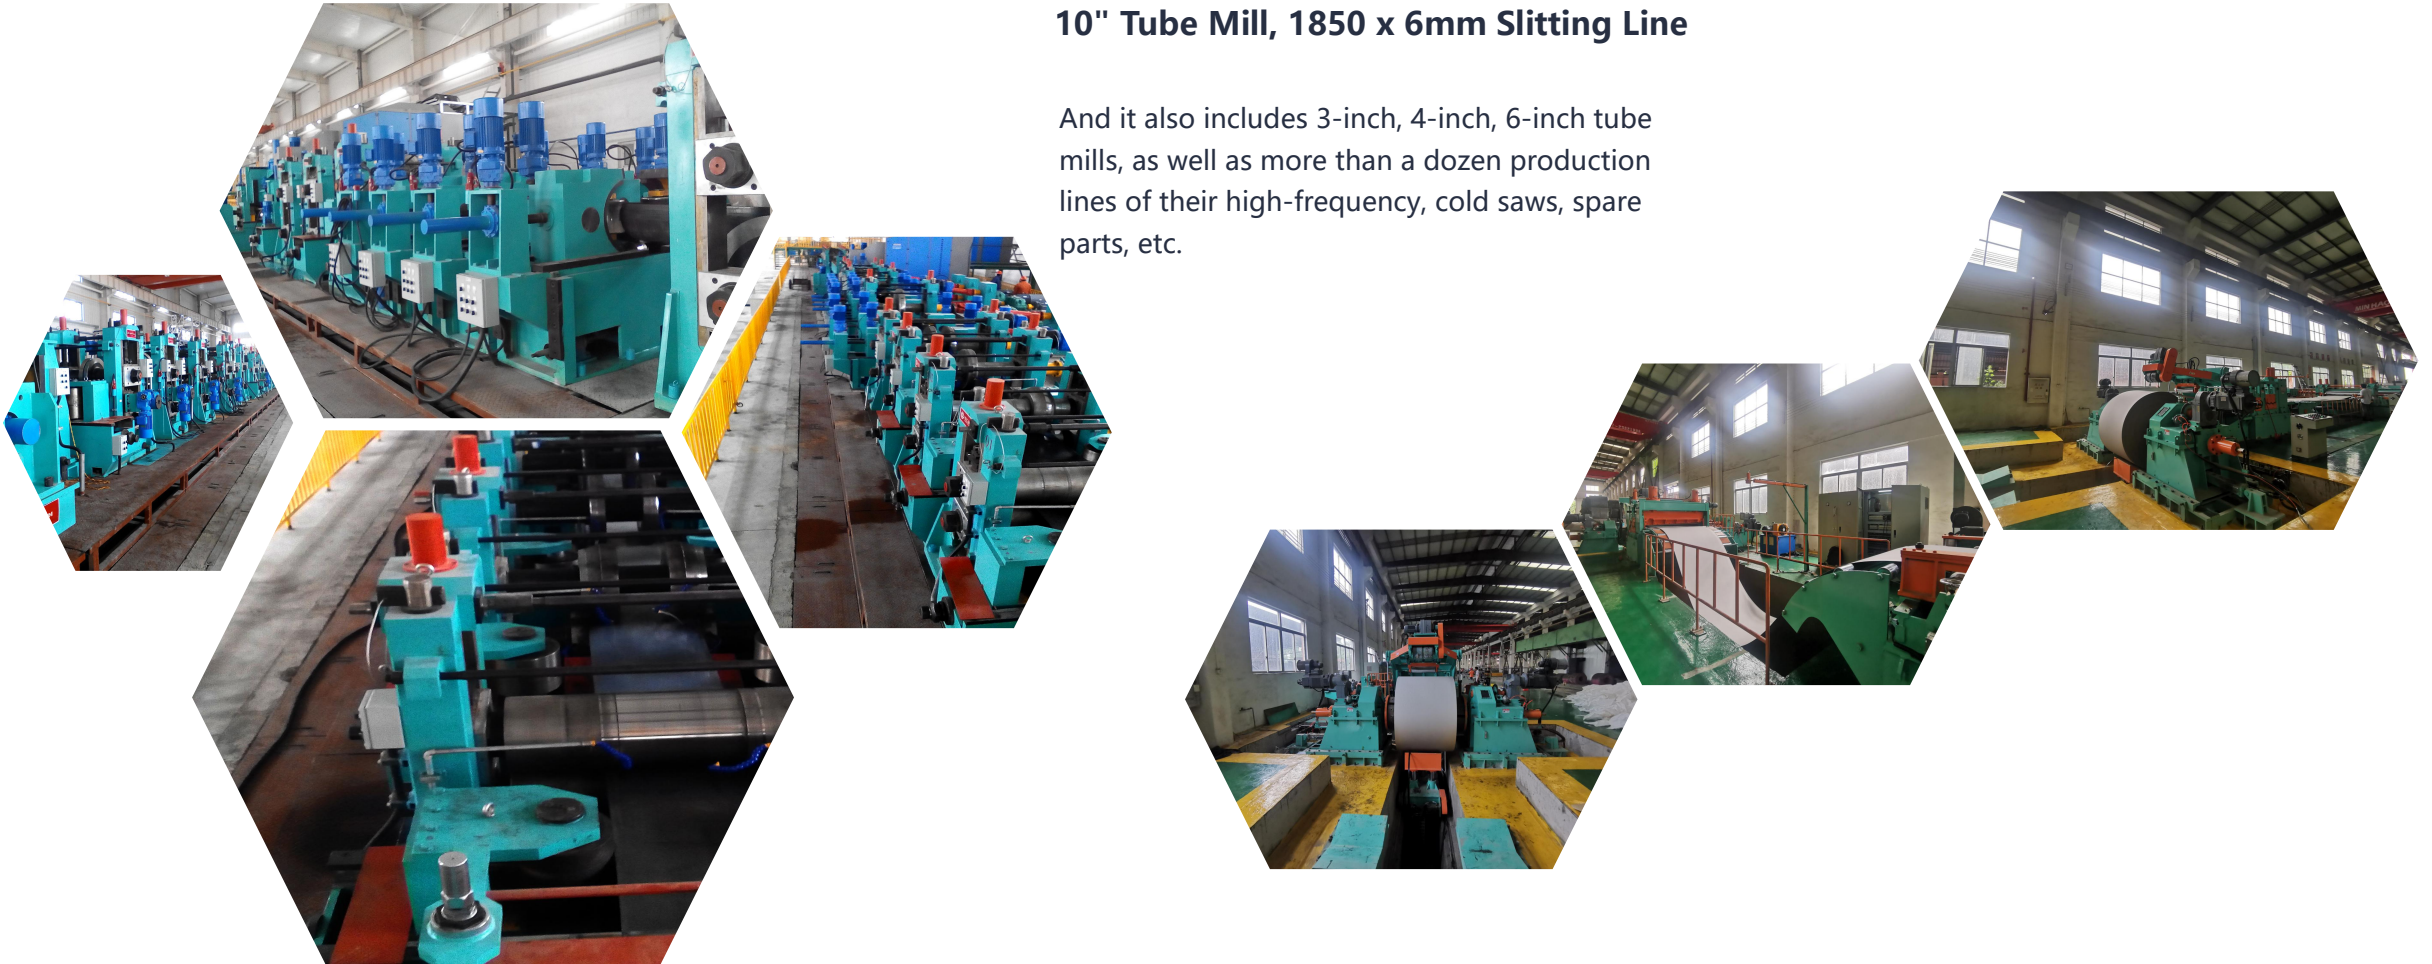 10" Tube Mill, 1850 x 6mm Slitting Line
And it also includes 3-inch, 4-inch, 6-inch tube
mills, as well as more than a dozen production
lines of their high-frequency, cold saws, spare
parts, etc.